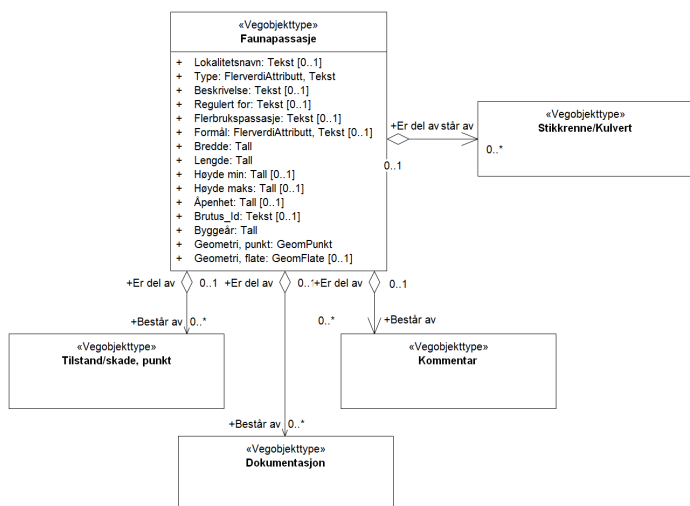 «Vegobjekttype»
Faunapassasje
+ Lokalitetsnavn: Tekst [0..1]
+ Type: FlerverdiAttributt, Tekst
+ Beskrivelse: Tekst [0..1]
+ Regulert for: Tekst [0..1]
+ Flerbrukspassasje: Tekst [0..1]
+ Formål: FlerverdiAttributt, Tekst [0..1]
+ Bredde: Tall
+ Lengde: Tall
+ Høyde min: Tall [0..1]
+ Høyde maks: Tall [0..1]
+ Åpenhet: Tall [0..1]
+ Brutus_Id: Tekst [0..1]
+ Byggeår: Tall
+ Geometri, punkt: GeomPunkt
+ Geometri, flate: GeomFlate [0..1]
+Er del av står av
0..1
0..*
«Vegobjekttype»
Stikkrenne/Kulvert
+Er del av 0..1
+Er del av 0..1
+Er del av 0..1
+Består av 0..*
0..* +Består av
«Vegobjekttype»
Tilstand/skade, punkt
«Vegobjekttype»
Kommentar
+Består av 0..*
«Vegobjekttype»
Dokumentasjon